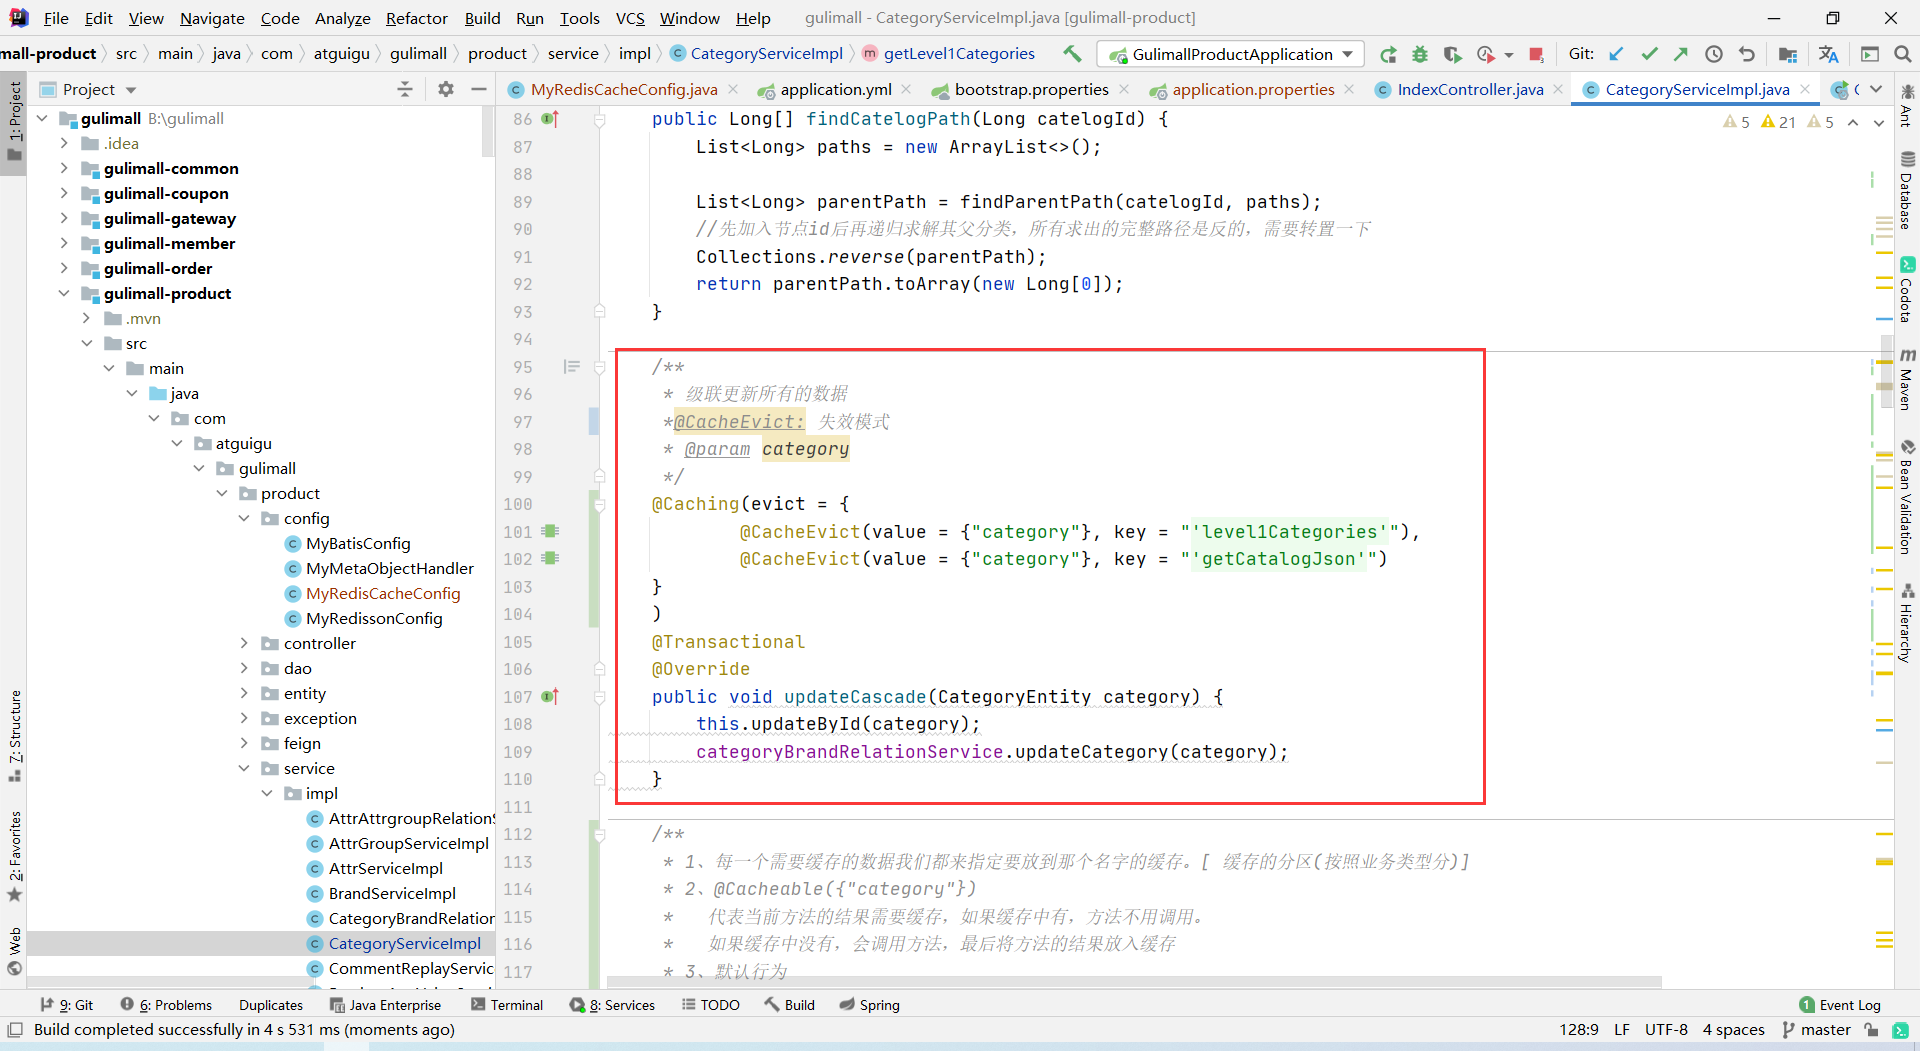 File Edit View Navigate Code Analyze Refactor Build Run Tools VCS Window Help gulimall - CategoryServiceImpl.java [gulimall-product]
mall-product src main java com atguigu gulimall product service impl CategoryServiceImpl getLevel1Categories GulimallProductApplication Git:
Project
MyRedisCacheConfig.java application.yml bootstrap.properties application.properties IndexController.java CategoryServiceImpl.java
1: Project
7: Structure
2: Favorites
Web
gulimall B:\gulimall
.idea
gulimall-common
gulimall-coupon
gulimall-gateway
gulimall-member
gulimall-order
gulimall-product
.mvn
src
main
java
com
atguigu
gulimall
product
config
MyBatisConfig
MyMetaObjectHandler
MyRedisCacheConfig
MyRedissonConfig
controller
dao
entity
exception
feign
service
impl
AttrAttrgroupRelationS
AttrGroupServiceImpl
AttrServiceImpl
BrandServiceImpl
CategoryBrandRelation
CategoryServiceImpl
CommentReplayServic
5 21 5
86 public Long[] findCatelogPath(Long catelogId) {
87 List<Long> paths = new ArrayList<>();
88
89 List<Long> parentPath = findParentPath(catelogId, paths);
90 //先加入节点id后再递归求解其父分类，所有求出的完整路径是反的，需要转置一下
91 Collections.reverse(parentPath);
92 return parentPath.toArray(new Long[0]);
93 }
94
95 /**
96 * 级联更新所有的数据
97 *@CacheEvict: 失效模式
98 * @param category
99 */
100 @Caching(evict = {
101 @CacheEvict(value = {"category"}, key = "'level1Categories'"),
102 @CacheEvict(value = {"category"}, key = "'getCatalogJson'")
103 }
104 )
105 @Transactional
106 @Override
107 public void updateCascade(CategoryEntity category) {
108 this.updateById(category);
109 categoryBrandRelationService.updateCategory(category);
110 }
111
112 /**
113 * 1、每一个需要缓存的数据我们都来指定要放到那个名字的缓存。[ 缓存的分区(按照业务类型分)]
114 * 2、@Cacheable({"category"})
115 * 代表当前方法的结果需要缓存，如果缓存中有，方法不用调用。
116 * 如果缓存中没有，会调用方法，最后将方法的结果放入缓存
117 * 3、默认行为
Ant
Database
Codota
Maven
Bean Validation
Hierarchy
9: Git 6: Problems Duplicates Java Enterprise Terminal 8: Services TODO Build Spring 1 Event Log
Build completed successfully in 4 s 531 ms (moments ago) 128:9 LF UTF-8 4 spaces master